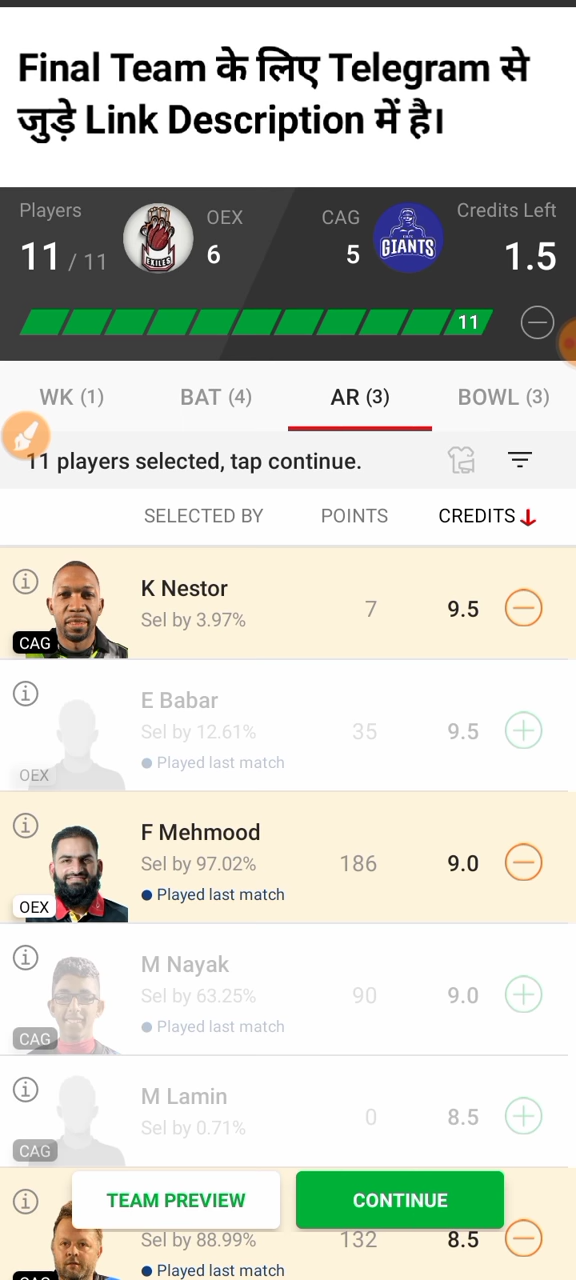 Final Team के लिए Telegram से
जुड़े Link Description में है।
Players OEX CAG Credits Left
11 / 11 6 5 1.5
EXILES GIANTS
11
WK (1) BAT (4) AR (3) BOWL (3)
11 players selected, tap continue.
SELECTED BY POINTS CREDITS
K Nestor
Sel by 3.97% 7 9.5
CAG
E Babar
Sel by 12.61% 35 9.5
Played last match
OEX
F Mehmood
Sel by 97.02% 186 9.0
Played last match
OEX
M Nayak
Sel by 63.25% 90 9.0
Played last match
CAG
M Lamin
Sel by 0.71% 0 8.5
CAG
TEAM PREVIEW CONTINUE
Sel by 88.99% 132 8.5
Played last match